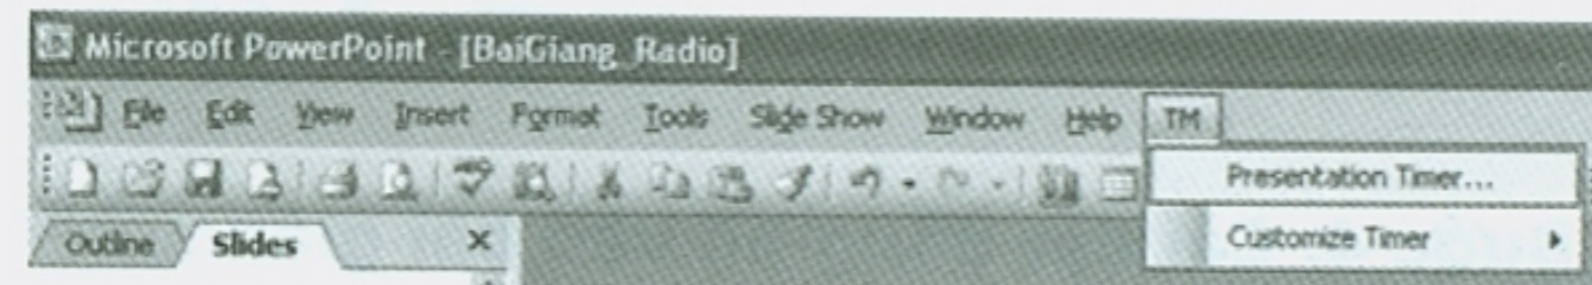 Microsoft PowerPoint - [BaiGiang_Radio]
File Edit View Insert Format Tools Slide Show Window Help TM
Presentation Timer...
Outline Slides
Customize Timer